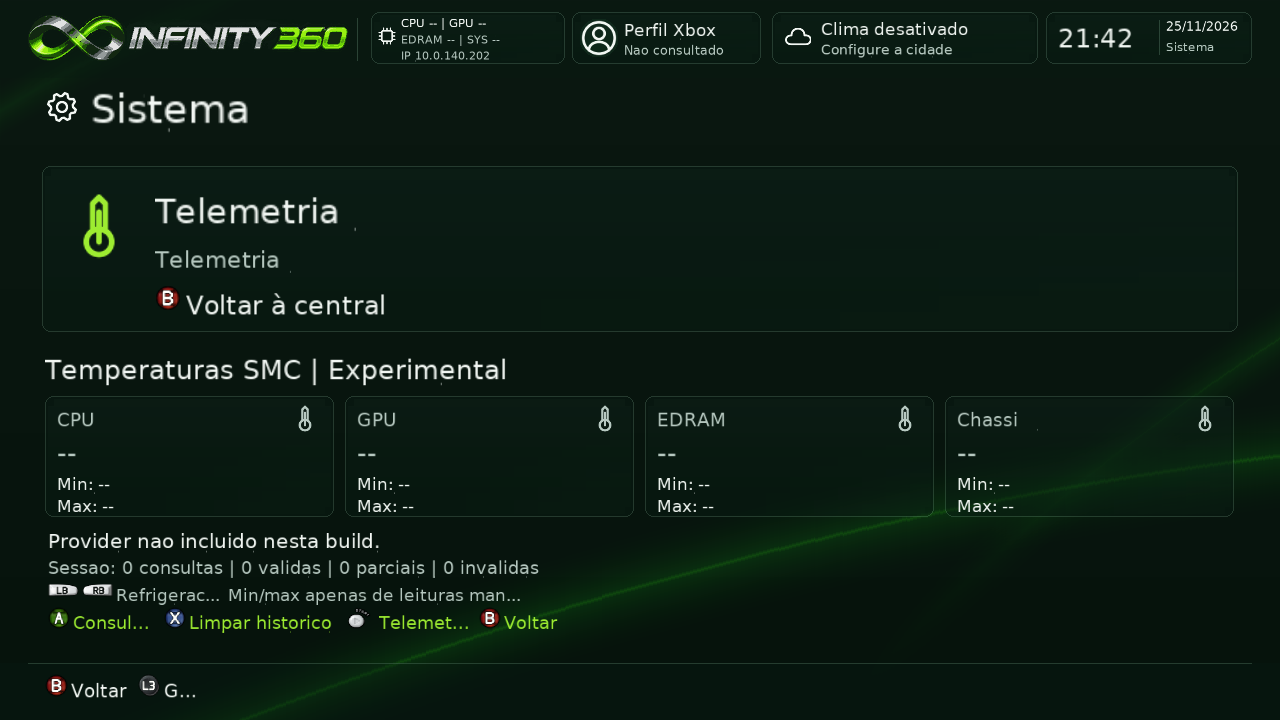 INFINITY 360
CPU -- | GPU --
EDRAM -- | SYS --
IP 10.0.140.202
Perfil Xbox
Nao consultado
Clima desativado
Configure a cidade
21:42
25/11/2026
Sistema
Sistema
Telemetria
Telemetria
B Voltar à central
Temperaturas SMC | Experimental
CPU
--
Min: --
Max: --
GPU
--
Min: --
Max: --
EDRAM
--
Min: --
Max: --
Chassi
--
Min: --
Max: --
Provider nao incluido nesta build.
Sessao: 0 consultas | 0 validas | 0 parciais | 0 invalidas
LB RB Refrigerac... Min/max apenas de leituras man...
A Consul... X Limpar historico Telemet... B Voltar
B Voltar L3 G...